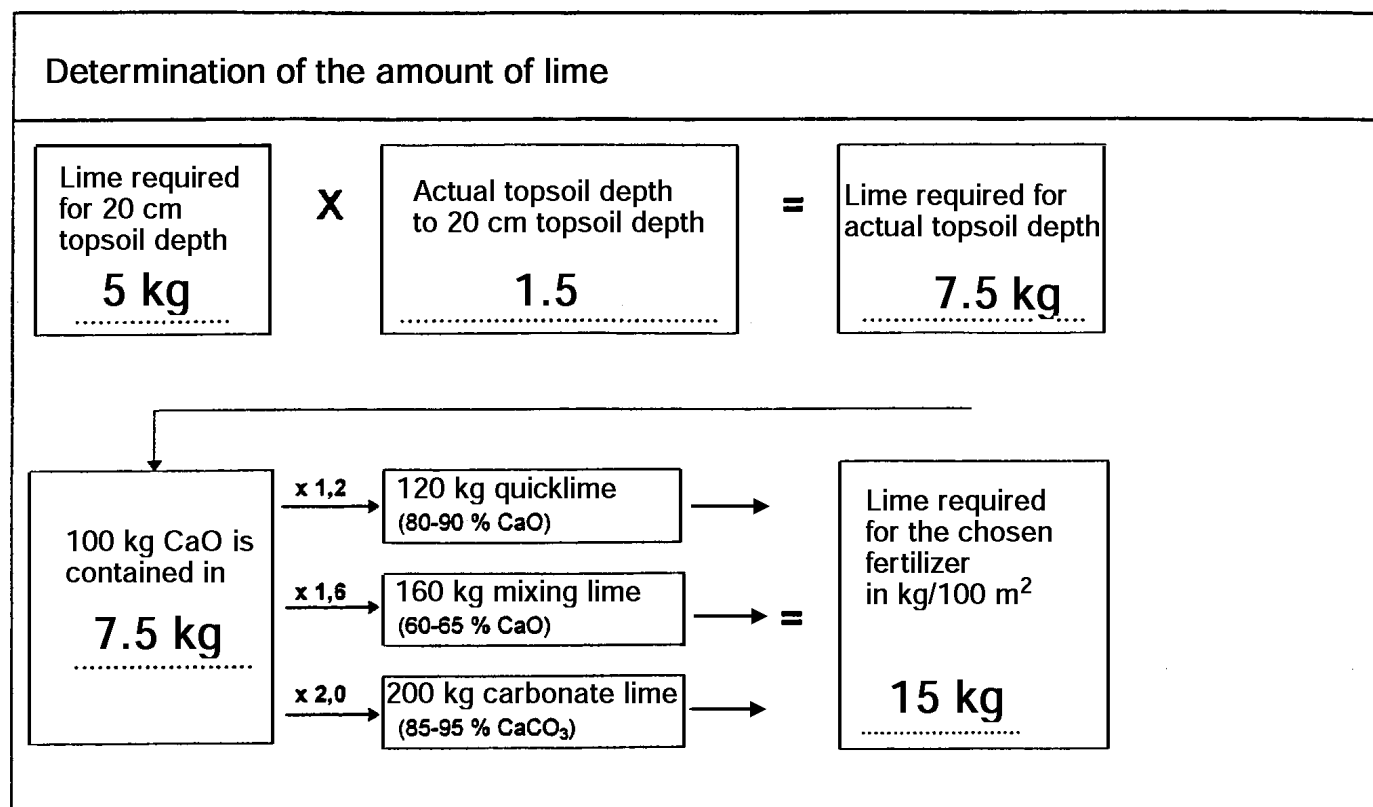 Determination of the amount of lime
Lime required
for 20 cm
topsoil depth
5 kg
X
Actual topsoil depth
to 20 cm topsoil depth
1.5
=
Lime required for
actual topsoil depth
7.5 kg
100 kg CaO is
contained in
7.5 kg
x 1,2
120 kg quicklime
(80-90 % CaO)
x 1,6
160 kg mixing lime
(60-65 % CaO)
x 2,0
200 kg carbonate lime
(85-95 % CaCO₃)
=
Lime required
for the chosen
fertilizer
in kg/100 m²
15 kg